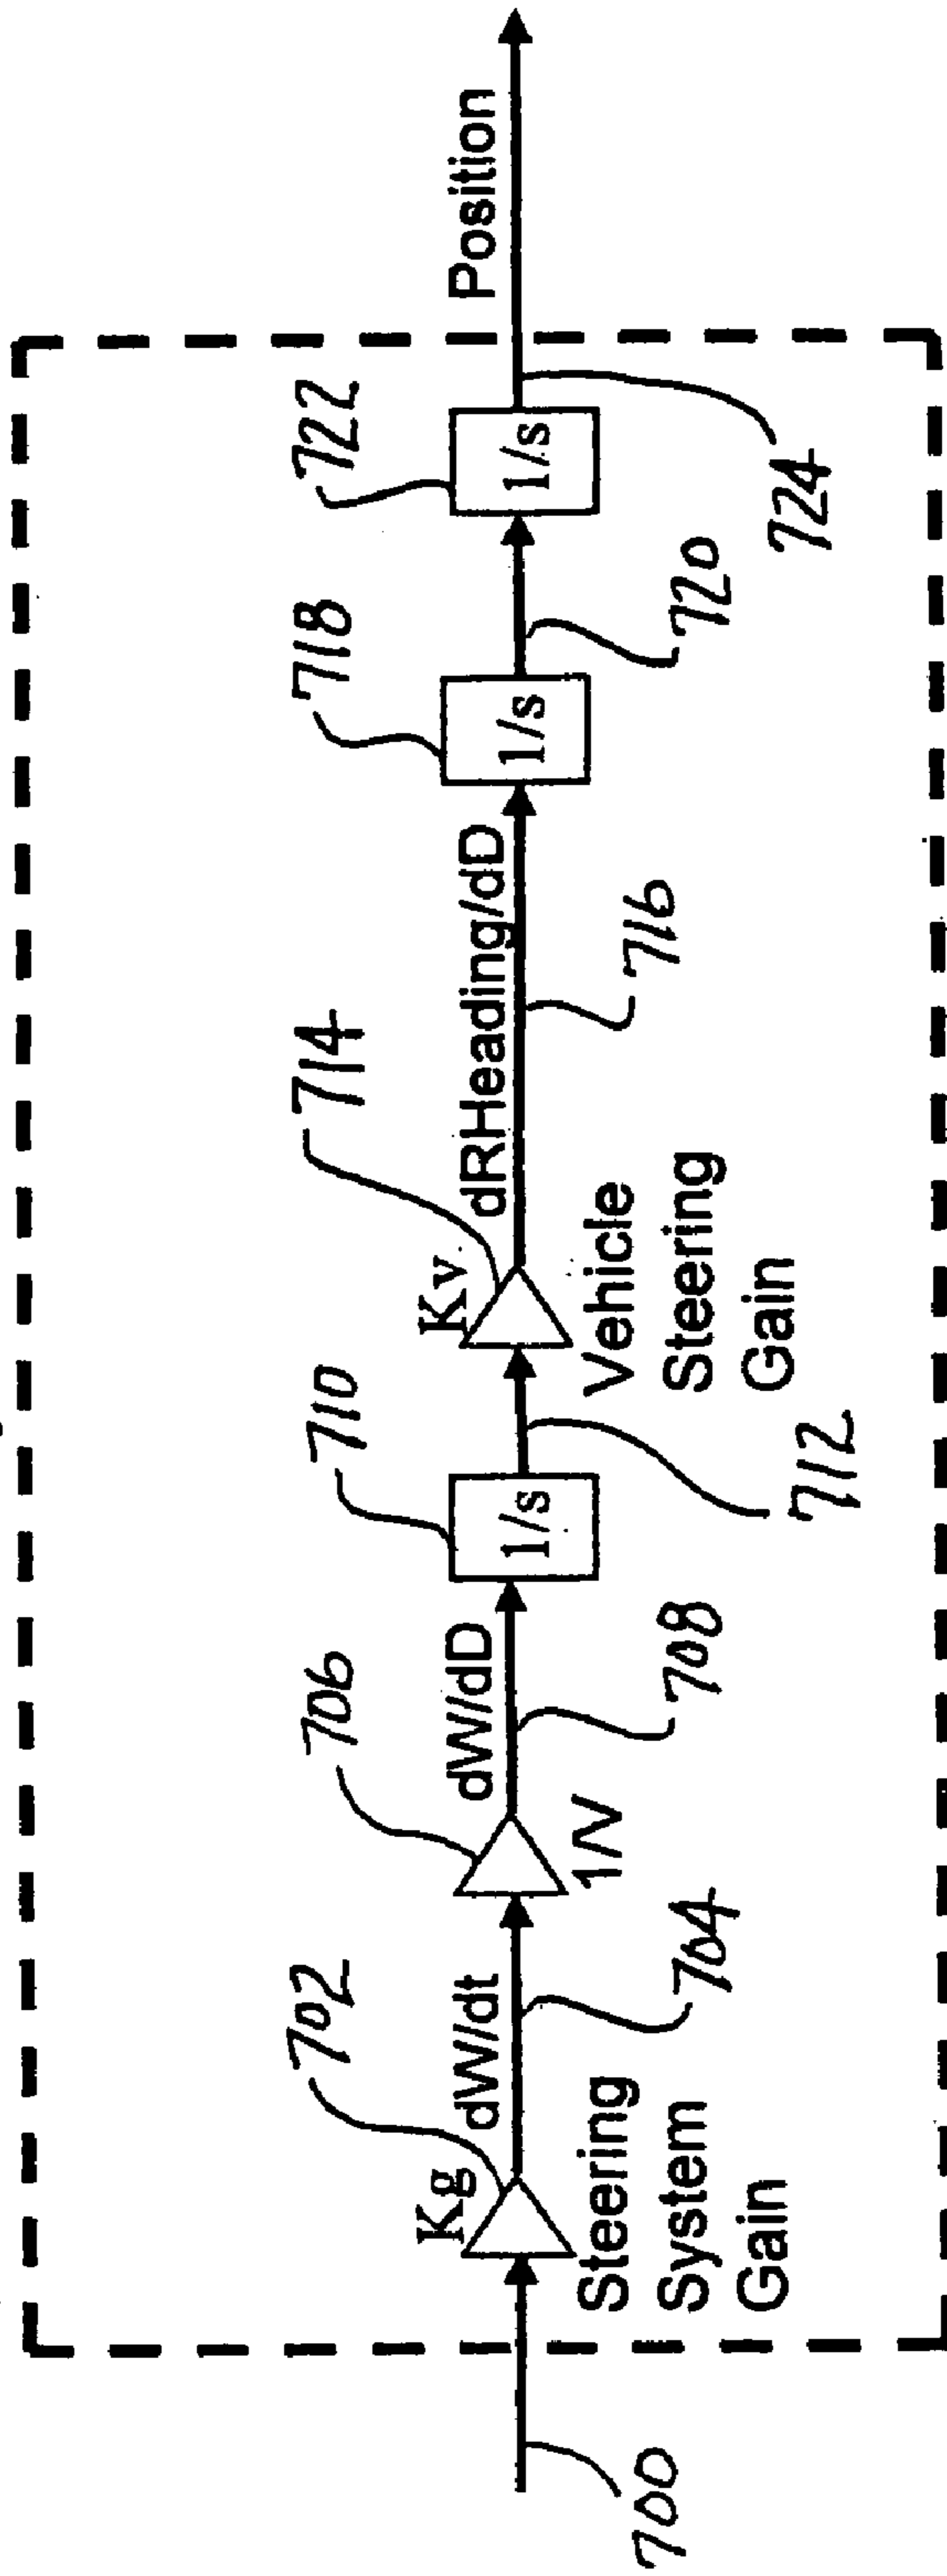 702
706
710
714
718
722
Kg
dW/dt
dW/dD
Kv
dRHeading/dD
Position
1/s
1/s
1/s
Steering
System
Gain
1/V
Vehicle
Steering
Gain
700
704
708
712
716
720
724